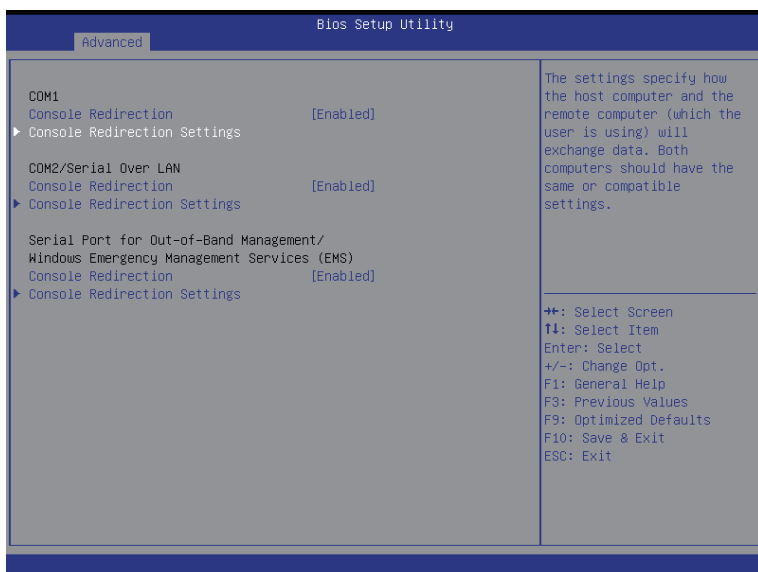 Bios Setup Utility
Advanced
COM1
Console Redirection [Enabled]
Console Redirection Settings
COM2/Serial Over LAN
Console Redirection [Enabled]
Console Redirection Settings
Serial Port for Out-of-Band Management/
Windows Emergency Management Services (EMS)
Console Redirection [Enabled]
Console Redirection Settings
The settings specify how
the host computer and the
remote computer (which the
user is using) will
exchange data. Both
computers should have the
same or compatible
settings.
→←: Select Screen
↑↓: Select Item
Enter: Select
+/-: Change Opt.
F1: General Help
F3: Previous Values
F9: Optimized Defaults
F10: Save & Exit
ESC: Exit